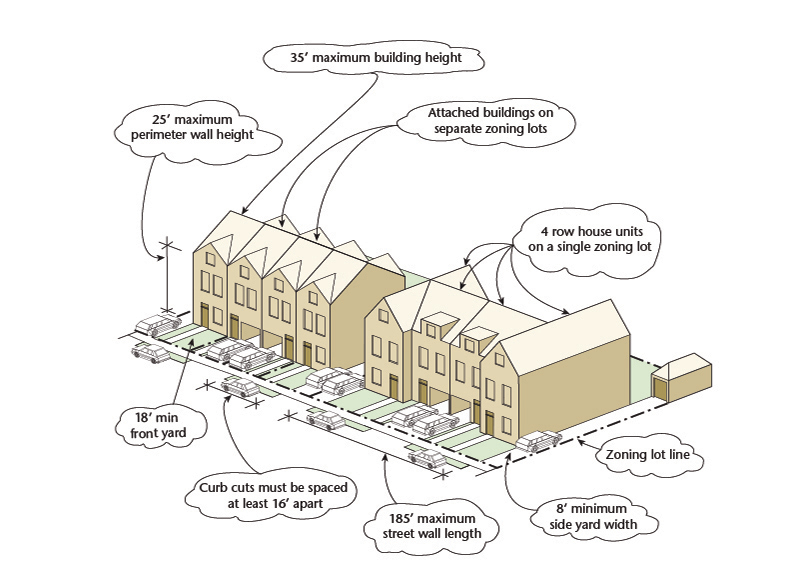 35′ maximum building height
25′ maximum
perimeter wall height
Attached buildings on
separate zoning lots
4 row house units
on a single zoning lot
18′ min
front yard
Curb cuts must be spaced
at least 16′ apart
185′ maximum
street wall length
8′ minimum
side yard width
Zoning lot line